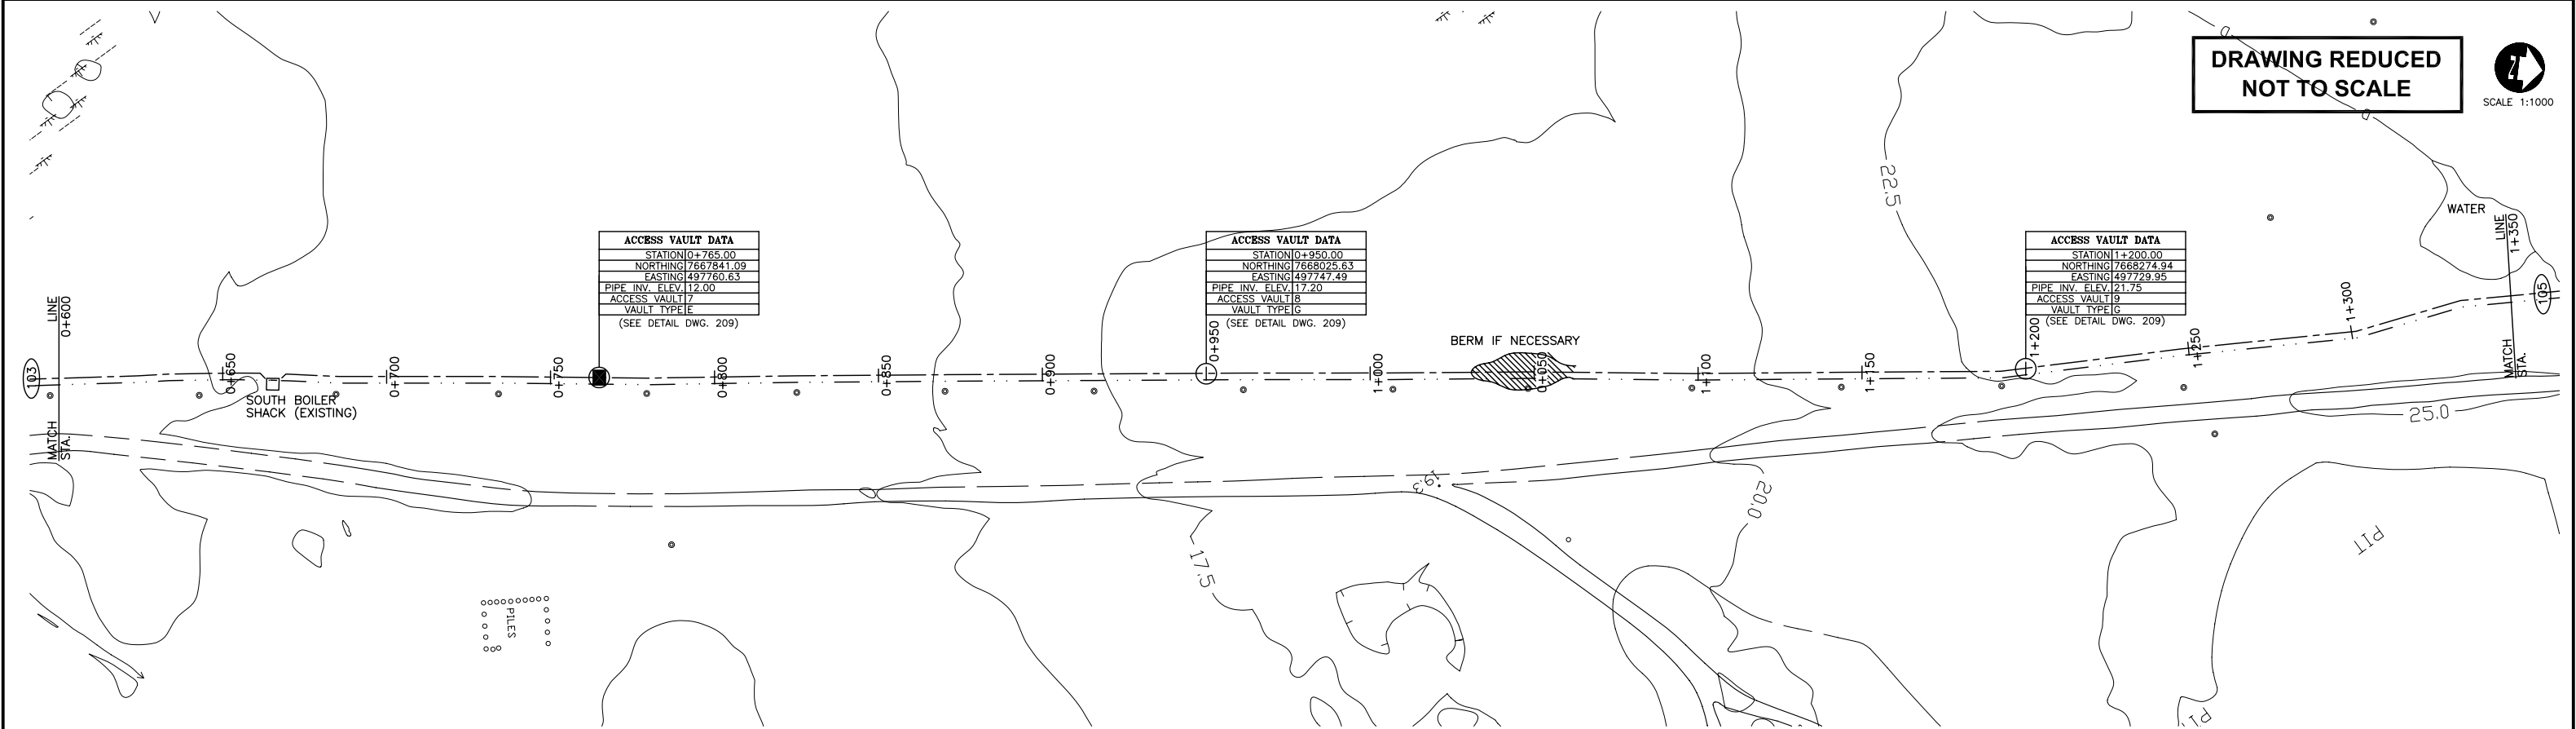 DRAWING REDUCED
NOT TO SCALE
SCALE 1:1000
22.5
WATER
LINE
1+350
MATCH
STA.
105
ACCESS VAULT DATA
STATION 0+765.00
NORTHING 7667841.09
EASTING 497760.63
PIPE INV. ELEV. 12.00
ACCESS VAULT 7
VAULT TYPE E
(SEE DETAIL DWG. 209)
ACCESS VAULT DATA
STATION 0+950.00
NORTHING 7668025.63
EASTING 497747.49
PIPE INV. ELEV. 17.20
ACCESS VAULT 8
VAULT TYPE G
(SEE DETAIL DWG. 209)
ACCESS VAULT DATA
STATION 1+200.00
NORTHING 7668274.94
EASTING 497729.95
PIPE INV. ELEV. 21.75
ACCESS VAULT 9
VAULT TYPE G
(SEE DETAIL DWG. 209)
LINE
0+600
MATCH
STA.
103
0+650
0+700
0+750
0+800
0+850
0+900
0+950
1+000
0+050
1+100
1+150
1+200
1+250
1+300
BERM IF NECESSARY
SOUTH BOILER
SHACK (EXISTING)
25.0
19.3
20.0
17.5
PILES
PIT
PIT
D
D